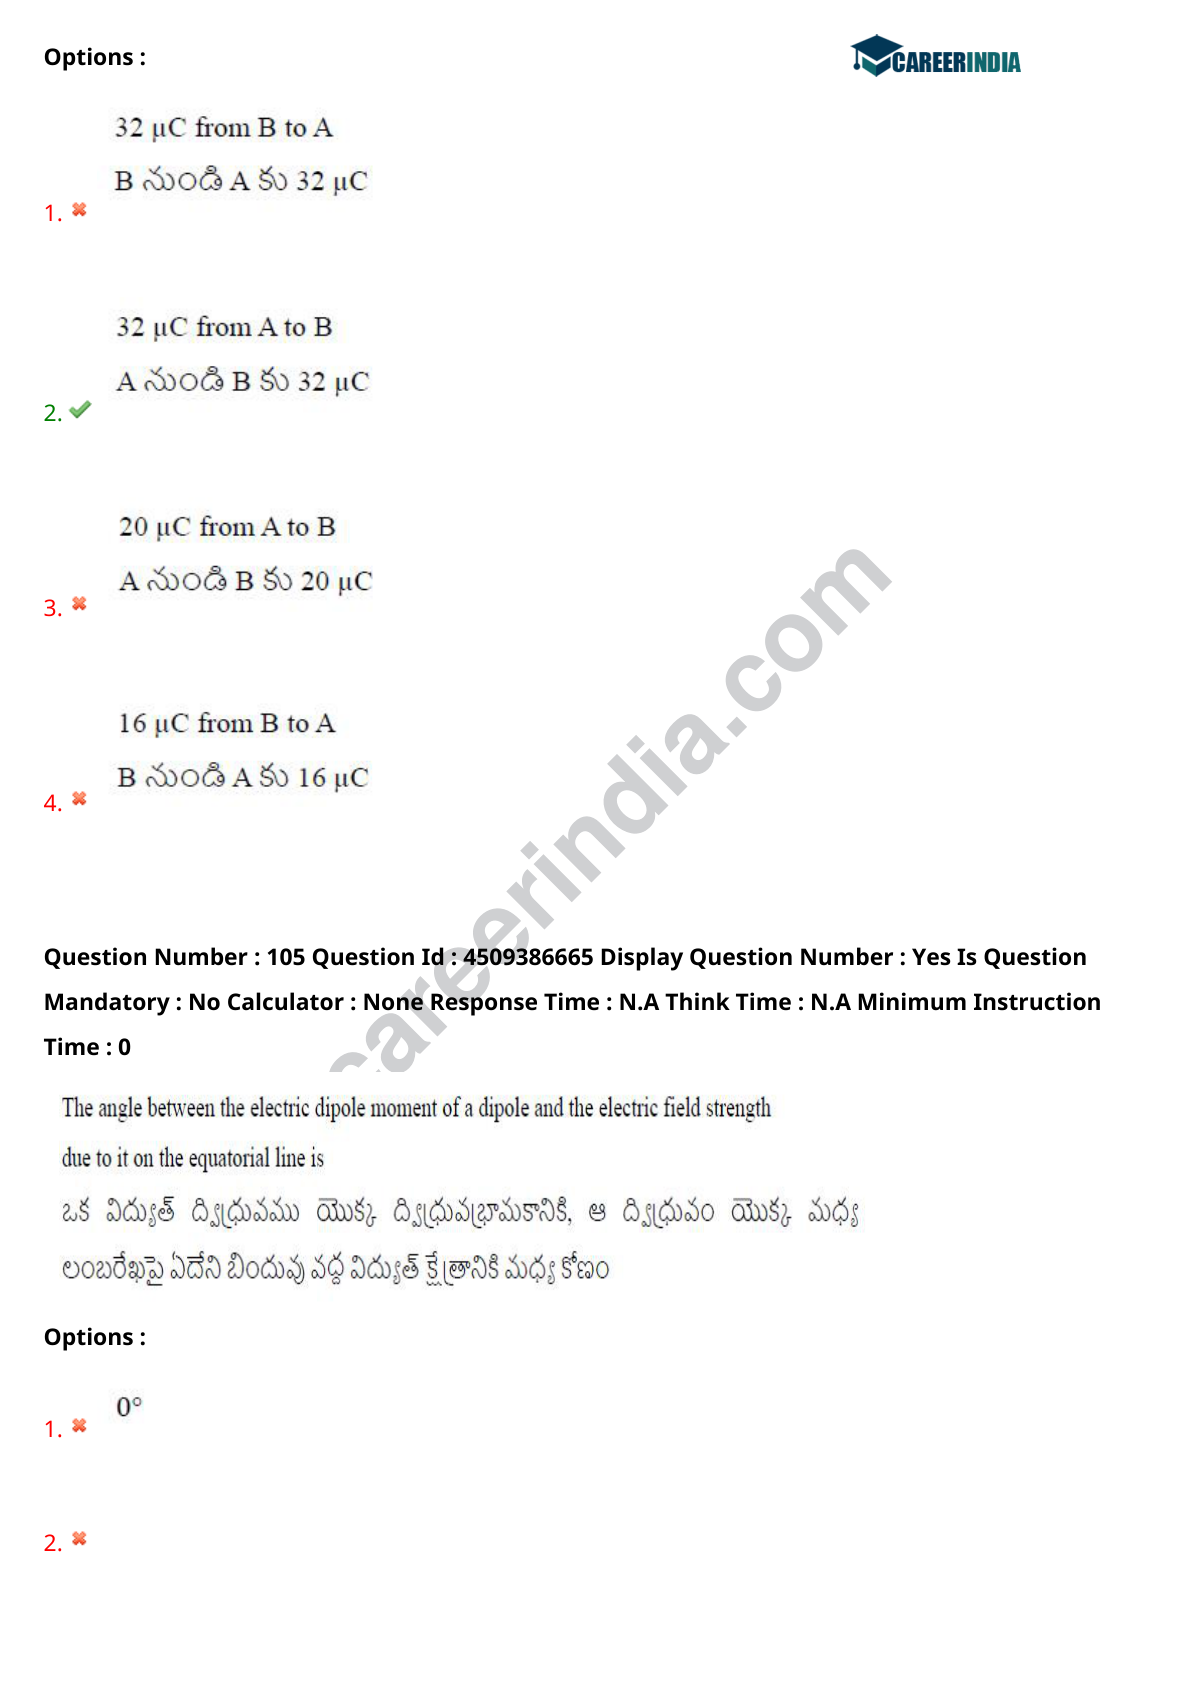 Options :
CAREERINDIA
32 μC from B to A
B నుండి A కు 32 μC
1.
32 μC from A to B
A నుండి B కు 32 μC
2.
20 μC from A to B
A నుండి B కు 20 μC
3.
16 μC from B to A
B నుండి A కు 16 μC
4.
careerindia.com
Question Number : 105 Question Id : 4509386665 Display Question Number : Yes Is Question
Mandatory : No Calculator : None Response Time : N.A Think Time : N.A Minimum Instruction
Time : 0
The angle between the electric dipole moment of a dipole and the electric field strength
due to it on the equatorial line is
ఒక విద్యుత్ ద్విధ్రువము యొక్క ద్విధ్రువభ్రామకానికి, ఆ ద్విధ్రువం యొక్క మధ్య
లంబరేఖపై ఏదేని బిందువు వద్ద విద్యుత్ క్షేత్రానికి మధ్య కోణం
Options :
0°
1.
2.